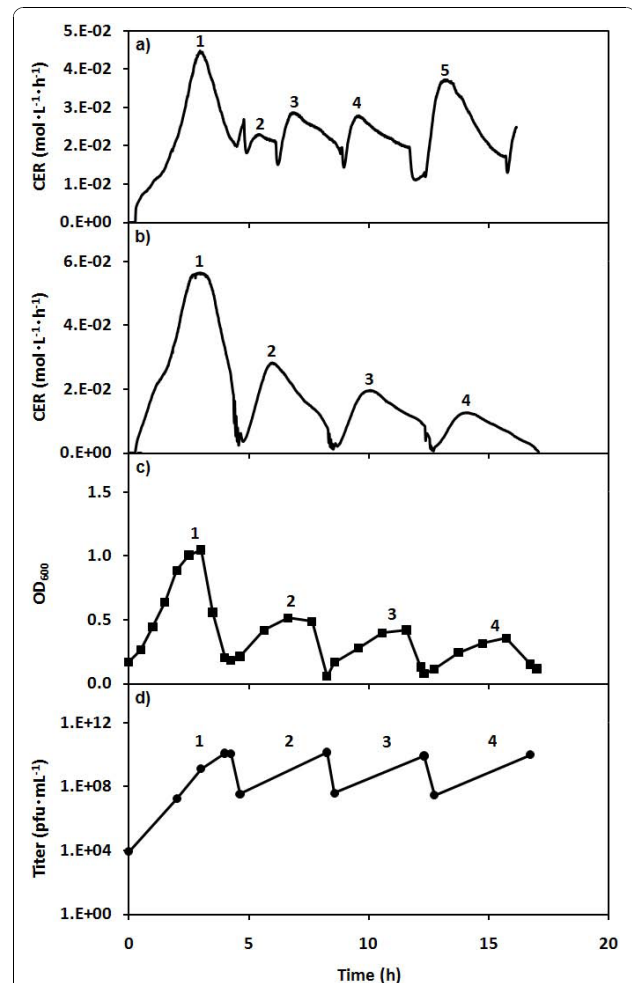 a)
CER (mol·L-1·h-1)
5.E-02
4.E-02
3.E-02
2.E-02
1.E-02
0.E+00
1
2
3
4
5
b)
CER (mol·L-1·h-1)
6.E-02
4.E-02
2.E-02
0.E+00
1
2
3
4
c)
OD600
1.5
1.0
0.5
0.0
1
2
3
4
d)
Titer (pfu·mL-1)
1.E+12
1.E+08
1.E+04
1.E+00
1
2
3
4
0 5 10 15 20
Time (h)